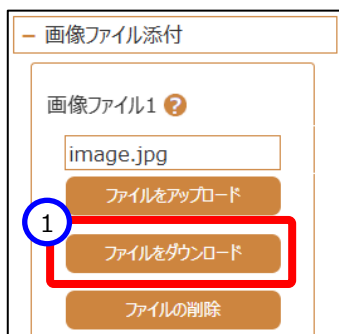 − 画像ファイル添付
画像ファイル1 ?
image.jpg
ファイルをアップロード
1
ファイルをダウンロード
ファイルの削除